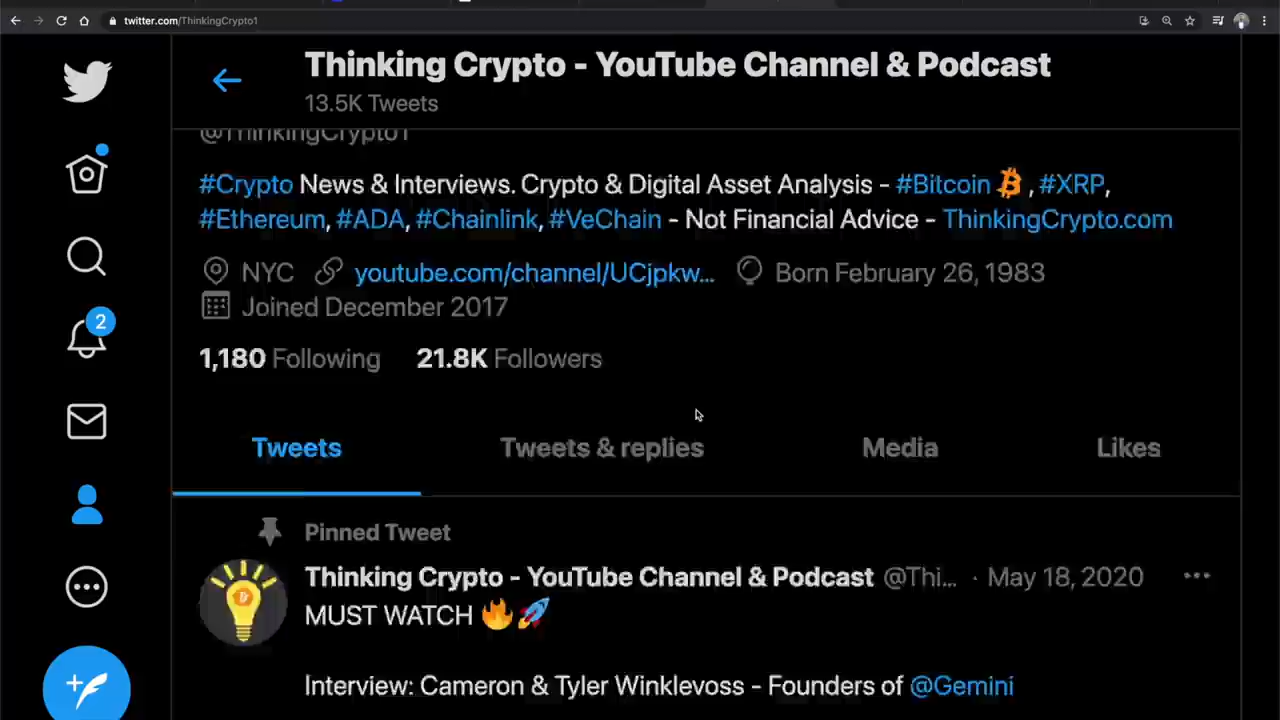 twitter.com/ThinkingCrypto1
Thinking Crypto - YouTube Channel & Podcast
13.5K Tweets
@ThinkingCrypto1
#Crypto News & Interviews. Crypto & Digital Asset Analysis - #Bitcoin , #XRP,
#Ethereum, #ADA, #Chainlink, #VeChain - Not Financial Advice - ThinkingCrypto.com
NYC youtube.com/channel/UCjpkw... Born February 26, 1983
Joined December 2017
1,180 Following 21.8K Followers
Tweets Tweets & replies Media Likes
2
Pinned Tweet
Thinking Crypto - YouTube Channel & Podcast @Thi... · May 18, 2020
MUST WATCH 🔥🚀
Interview: Cameron & Tyler Winklevoss - Founders of @Gemini